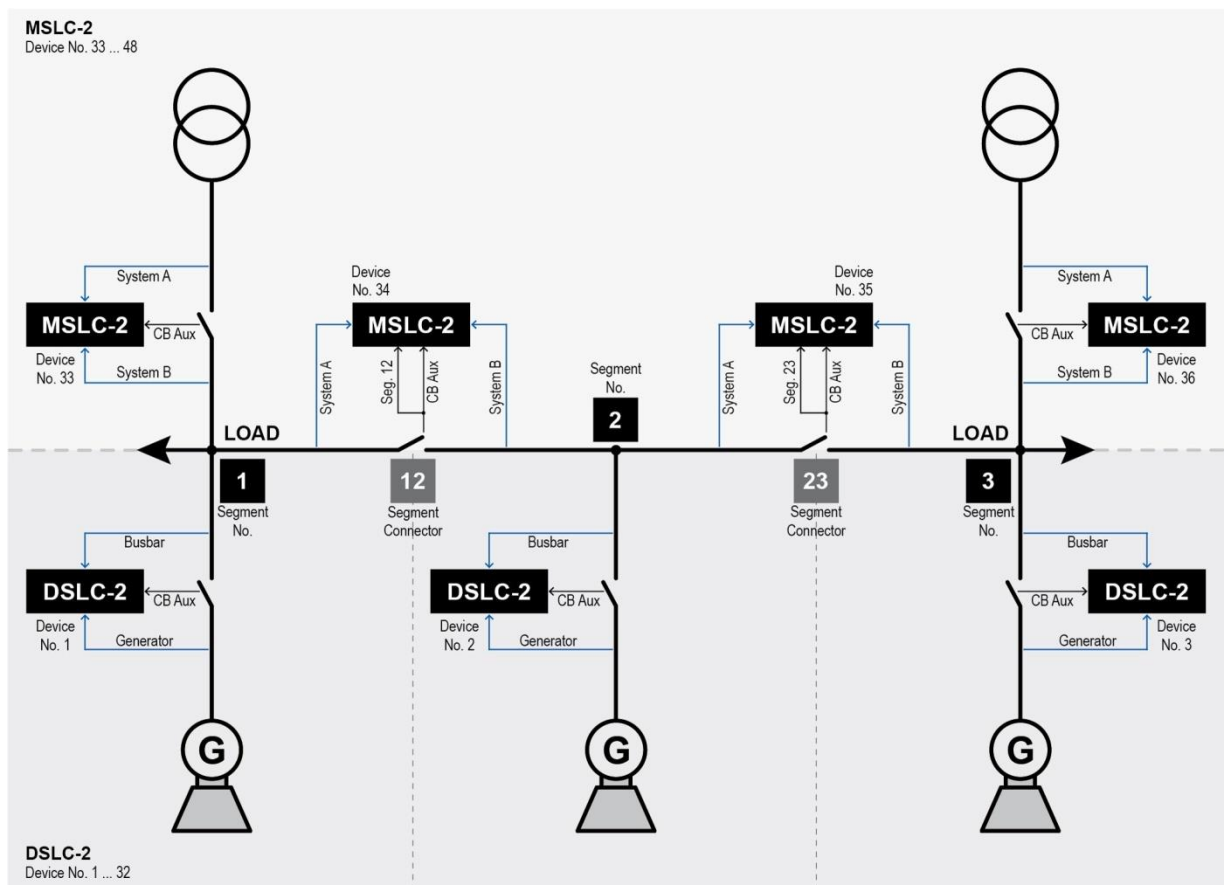 MSLC-2
Device No. 33 ... 48
System A
MSLC-2
CB Aux
Device
No. 33
System B
Device
No. 34
MSLC-2
System A
Seg. 12
CB Aux
System B
Segment
No.
2
Device
No. 35
MSLC-2
System A
Seg. 23
CB Aux
System B
System A
CB Aux
MSLC-2
System B
Device
No. 36
LOAD
LOAD
1
Segment
No.
12
Segment
Connector
23
Segment
Connector
3
Segment
No.
Busbar
DSLC-2
CB Aux
Device
No. 1
Generator
G
Busbar
DSLC-2
CB Aux
Device
No. 2
Generator
G
Busbar
CB Aux
DSLC-2
Generator
Device
No. 3
G
DSLC-2
Device No. 1 ... 32